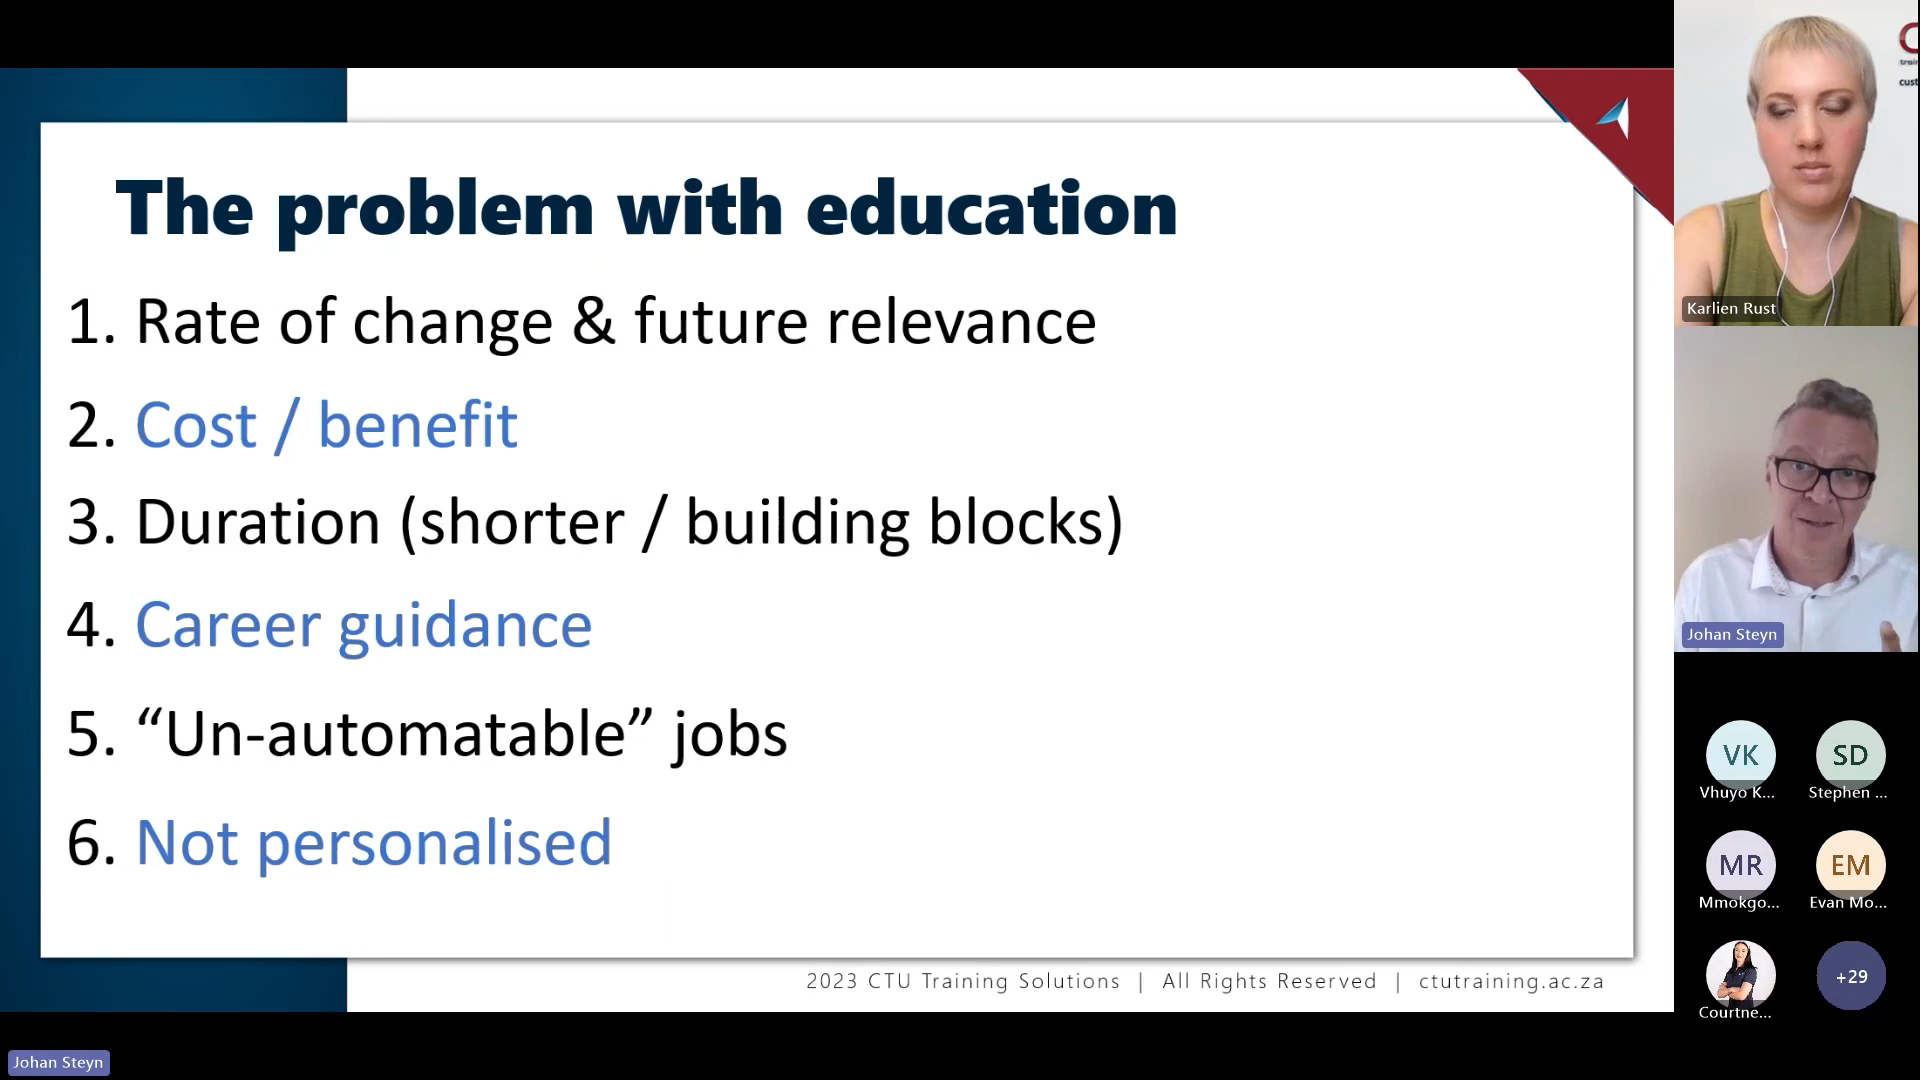 The problem with education
1. Rate of change & future relevance
2. Cost / benefit
3. Duration (shorter / building blocks)
4. Career guidance
5. “Un-automatable” jobs
6. Not personalised
2023 CTU Training Solutions | All Rights Reserved | ctutraining.ac.za
Johan Steyn
Karlien Rust
Johan Steyn
VK
Vhuyo K...
SD
Stephen ...
MR
Mmokgo...
EM
Evan Mo...
Courtne...
+29